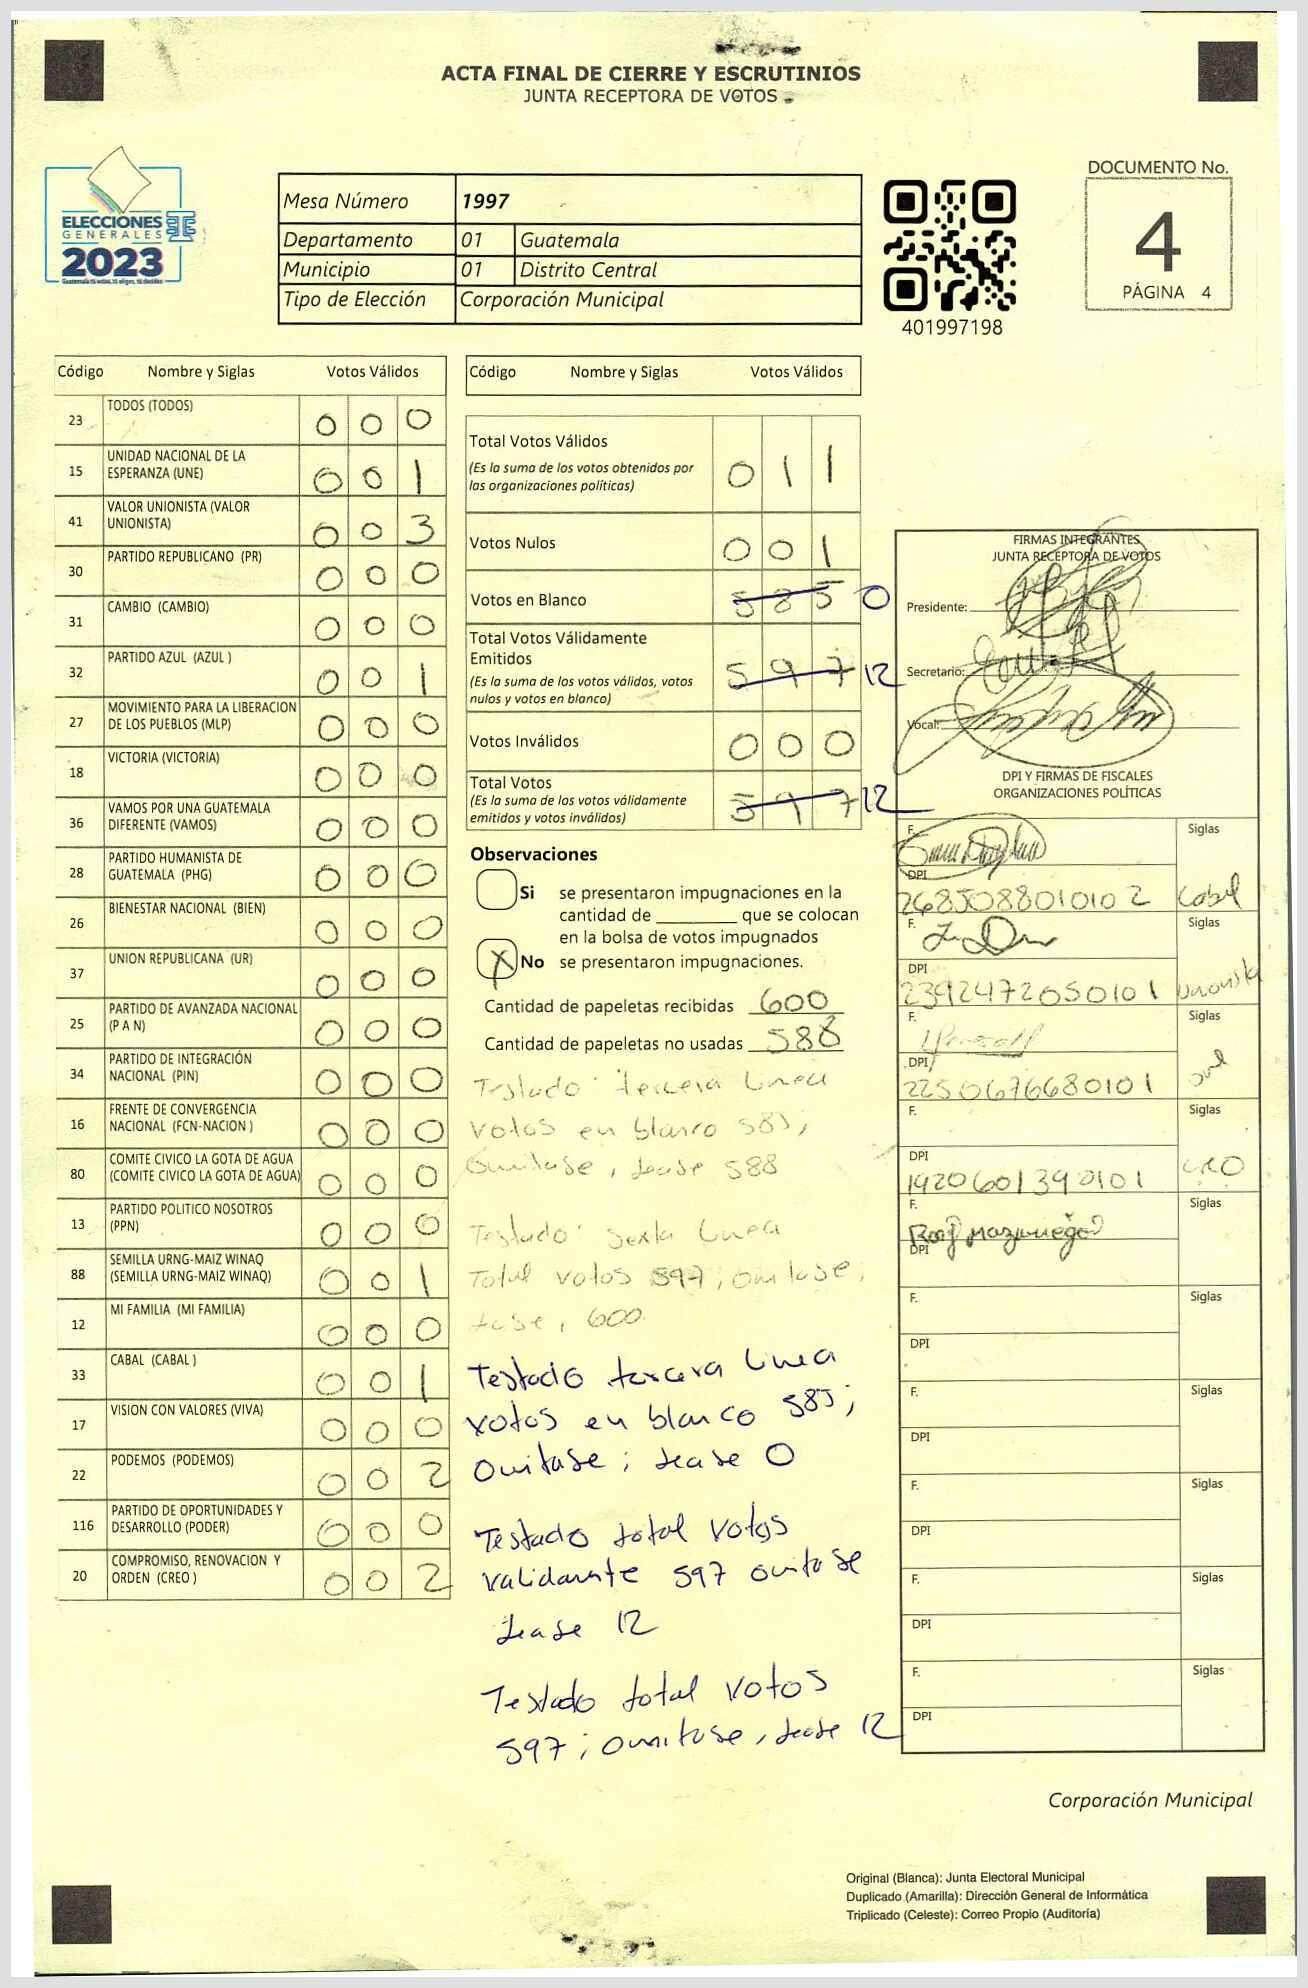 ACTA FINAL DE CIERRE Y ESCRUTINIOS
JUNTA RECEPTORA DE VOTOS
ELECCIONES
GENERALES
2023
Guatemala tú votas, tú eliges, tú decides
Mesa Número 1997
Departamento 01 Guatemala
Municipio 01 Distrito Central
Tipo de Elección Corporación Municipal
401997198
DOCUMENTO No.
4
PÁGINA 4
Código Nombre y Siglas Votos Válidos
23 TODOS (TODOS) 0 0 0
15 UNIDAD NACIONAL DE LA ESPERANZA (UNE) 0 0 1
41 VALOR UNIONISTA (VALOR UNIONISTA) 0 0 3
30 PARTIDO REPUBLICANO (PR) 0 0 0
31 CAMBIO (CAMBIO) 0 0 0
32 PARTIDO AZUL (AZUL ) 0 0 1
27 MOVIMIENTO PARA LA LIBERACION DE LOS PUEBLOS (MLP) 0 0 0
18 VICTORIA (VICTORIA) 0 0 0
36 VAMOS POR UNA GUATEMALA DIFERENTE (VAMOS) 0 0 0
28 PARTIDO HUMANISTA DE GUATEMALA (PHG) 0 0 0
26 BIENESTAR NACIONAL (BIEN) 0 0 0
37 UNION REPUBLICANA (UR) 0 0 0
25 PARTIDO DE AVANZADA NACIONAL (P A N) 0 0 0
34 PARTIDO DE INTEGRACIÓN NACIONAL (PIN) 0 0 0
16 FRENTE DE CONVERGENCIA NACIONAL (FCN-NACION ) 0 0 0
80 COMITE CIVICO LA GOTA DE AGUA (COMITE CIVICO LA GOTA DE AGUA) 0 0 0
13 PARTIDO POLITICO NOSOTROS (PPN) 0 0 0
88 SEMILLA URNG-MAIZ WINAQ (SEMILLA URNG-MAIZ WINAQ) 0 0 1
12 MI FAMILIA (MI FAMILIA) 0 0 0
33 CABAL (CABAL ) 0 0 1
17 VISION CON VALORES (VIVA) 0 0 0
22 PODEMOS (PODEMOS) 0 0 2
116 PARTIDO DE OPORTUNIDADES Y DESARROLLO (PODER) 0 0 0
20 COMPROMISO, RENOVACION Y ORDEN (CREO ) 0 0 2
Código Nombre y Siglas Votos Válidos
Total Votos Válidos 0 1 1
(Es la suma de los votos obtenidos por
las organizaciones políticas)
Votos Nulos 0 0 1
Votos en Blanco 5 8 5 0
Total Votos Válidamente
Emitidos 5 9 7 12
(Es la suma de los votos válidos, votos
nulos y votos en blanco)
Votos Inválidos 0 0 0
Total Votos 5 9 7 12
(Es la suma de los votos válidamente
emitidos y votos inválidos)
Observaciones
Si se presentaron impugnaciones en la
cantidad de ________ que se colocan
en la bolsa de votos impugnados
X No se presentaron impugnaciones.
Cantidad de papeletas recibidas 600
Cantidad de papeletas no usadas 588
Testado: tercera linea
votos en blanco 585;
Omitase, lease 588
Testado: sexta linea
Total votos 597; omitase;
lease, 600
Testado tercera linea
votos en blanco 585;
Omitase; lease 0
Testado total votos
validamente 597 omitase
lease 12
Testado total votos
597; omitase, lease 12
FIRMAS INTEGRANTES
JUNTA RECEPTORA DE VOTOS
Presidente:
Secretario:
Vocal:
DPI Y FIRMAS DE FISCALES
ORGANIZACIONES POLÍTICAS
F. Siglas
DPI
2685088010102 Cabal
F. Siglas
DPI
2392472050101 Unionista
F. Siglas
DPI
2250676680101
F. Siglas
DPI
1920601390101
F. Siglas
DPI
F. Siglas
DPI
F. Siglas
DPI
F. Siglas
DPI
F. Siglas
DPI
F. Siglas
DPI
Corporación Municipal
Original (Blanca): Junta Electoral Municipal
Duplicado (Amarilla): Dirección General de Informática
Triplicado (Celeste): Correo Propio (Auditoría)